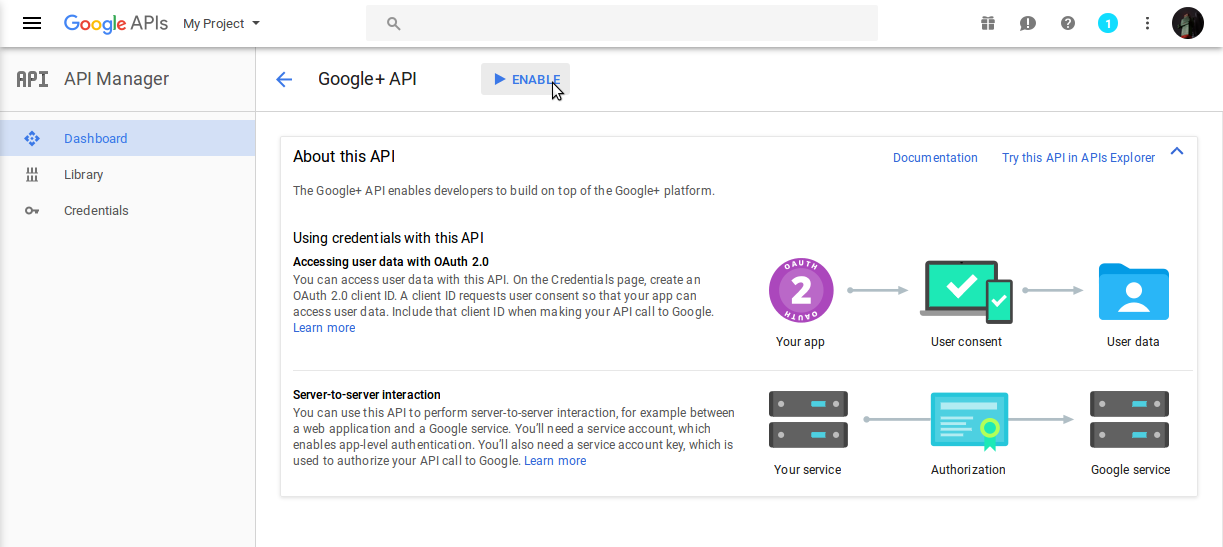 Google APIs My Project
1
API API Manager
Google+ API
ENABLE
Dashboard
Library
Credentials
About this API
Documentation
Try this API in APIs Explorer
The Google+ API enables developers to build on top of the Google+ platform.
Using credentials with this API
Accessing user data with OAuth 2.0
You can access user data with this API. On the Credentials page, create an
OAuth 2.0 client ID. A client ID requests user consent so that your app can
access user data. Include that client ID when making your API call to Google.
Learn more
OAUTH
2
OAUTH
Your app
User consent
User data
Server-to-server interaction
You can use this API to perform server-to-server interaction, for example between
a web application and a Google service. You'll need a service account, which
enables app-level authentication. You'll also need a service account key, which is
used to authorize your API call to Google. Learn more
Your service
Authorization
Google service